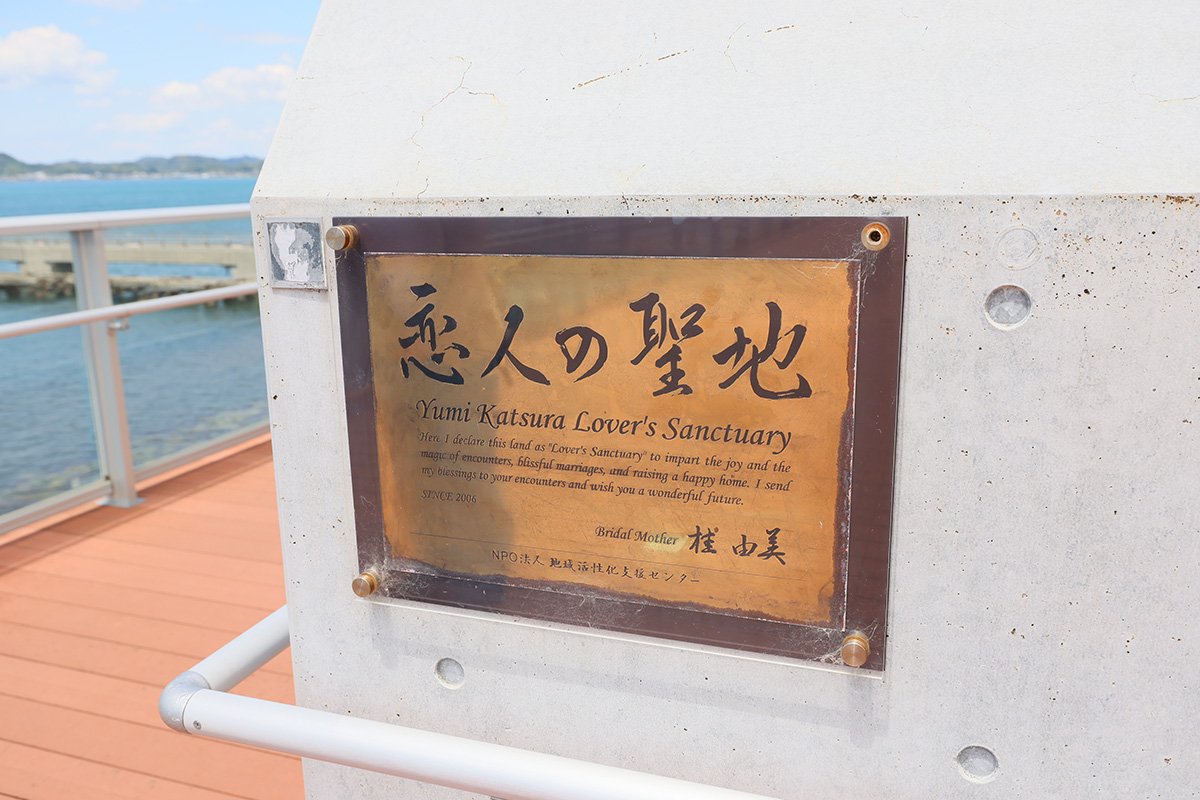 恋人の聖地
Yumi Katsura Lover's Sanctuary
Here I declare this land as "Lover's Sanctuary" to impart the joy and the
magic of encounters, blissful marriages, and raising a happy home. I send
my blessings to your encounters and wish you a wonderful future.
SINCE 2006
Bridal Mother 桂 由美
NPO法人 地域活性化支援センター